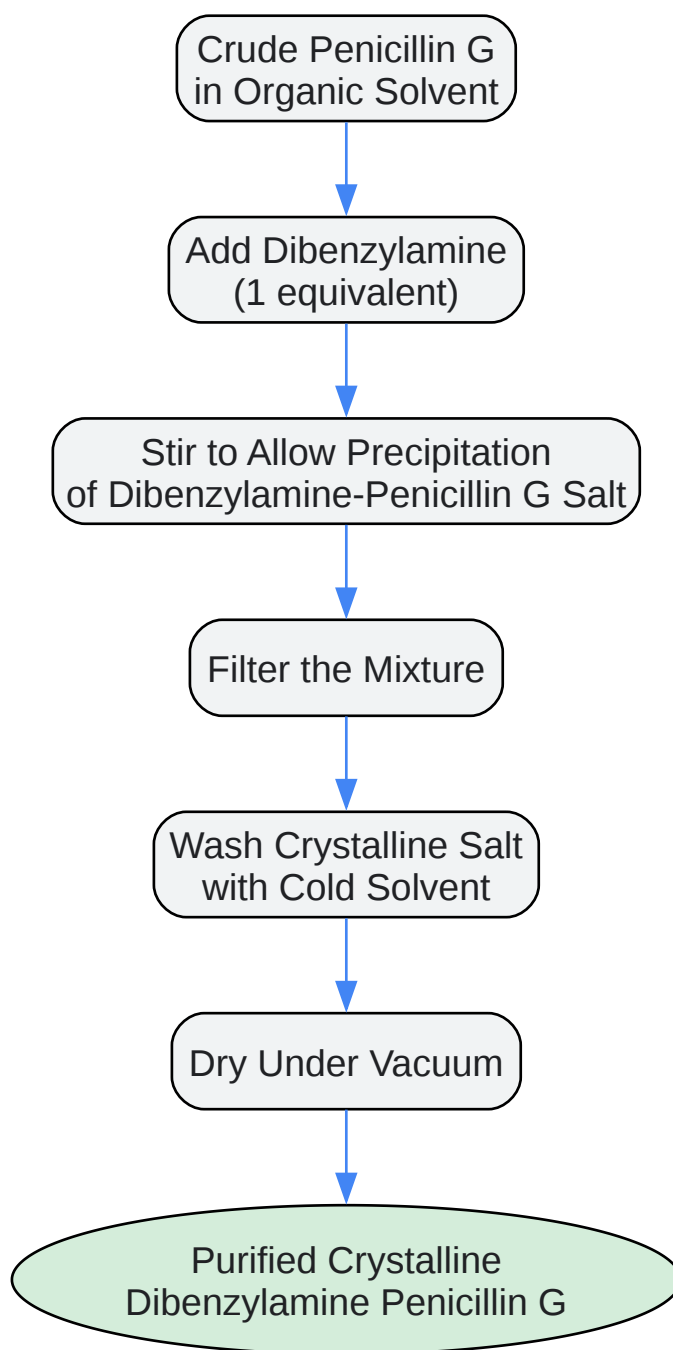 Crude Penicillin G
in Organic Solvent
Add Dibenzylamine
(1 equivalent)
Stir to Allow Precipitation
of Dibenzylamine-Penicillin G Salt
Filter the Mixture
Wash Crystalline Salt
with Cold Solvent
Dry Under Vacuum
Purified Crystalline
Dibenzylamine Penicillin G